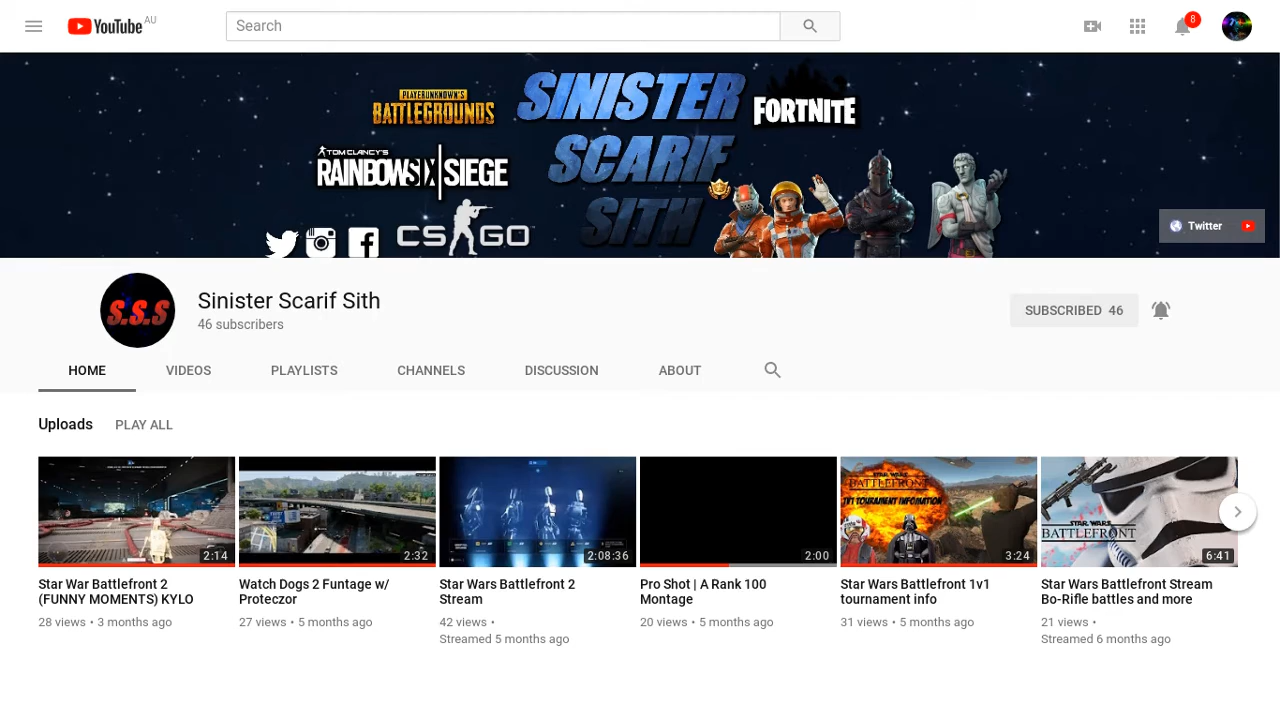 YouTube AU
Search
8
PLAYERUNKNOWN'S
BATTLEGROUNDS
SINISTER
FORTNITE
SCARIF
TOM CLANCY'S
RAINBOWSIX SIEGE
SITH
CS GO
Twitter
S.S.S
Sinister Scarif Sith
46 subscribers
SUBSCRIBED 46
HOME VIDEOS PLAYLISTS CHANNELS DISCUSSION ABOUT
Uploads PLAY ALL
2:14
Star War Battlefront 2
(FUNNY MOMENTS) KYLO
28 views • 3 months ago
2:32
Watch Dogs 2 Funtage w/
Proteczor
27 views • 5 months ago
2:08:36
Star Wars Battlefront 2
Stream
42 views •
Streamed 5 months ago
2:00
Pro Shot | A Rank 100
Montage
20 views • 5 months ago
STAR WARS
BATTLEFRONT
1V1 TOURNAMENT INFOMATION
3:24
Star Wars Battlefront 1v1
tournament info
31 views • 5 months ago
STAR WARS
BATTLEFRONT
6:41
Star Wars Battlefront Stream
Bo-Rifle battles and more
21 views •
Streamed 6 months ago